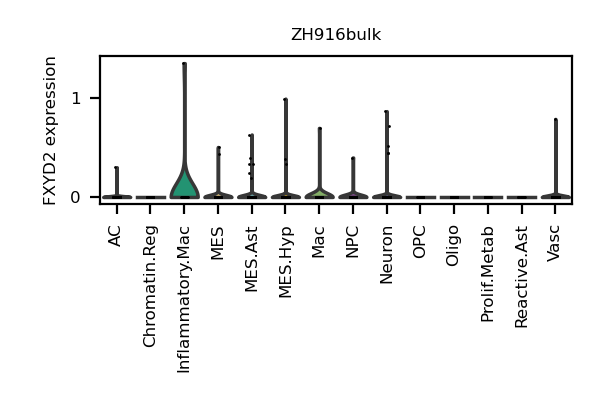 ZH916bulk
FXYD2 expression
1
0
AC
Chromatin.Reg
Inflammatory.Mac
MES
MES.Ast
MES.Hyp
Mac
NPC
Neuron
OPC
Oligo
Prolif.Metab
Reactive.Ast
Vasc